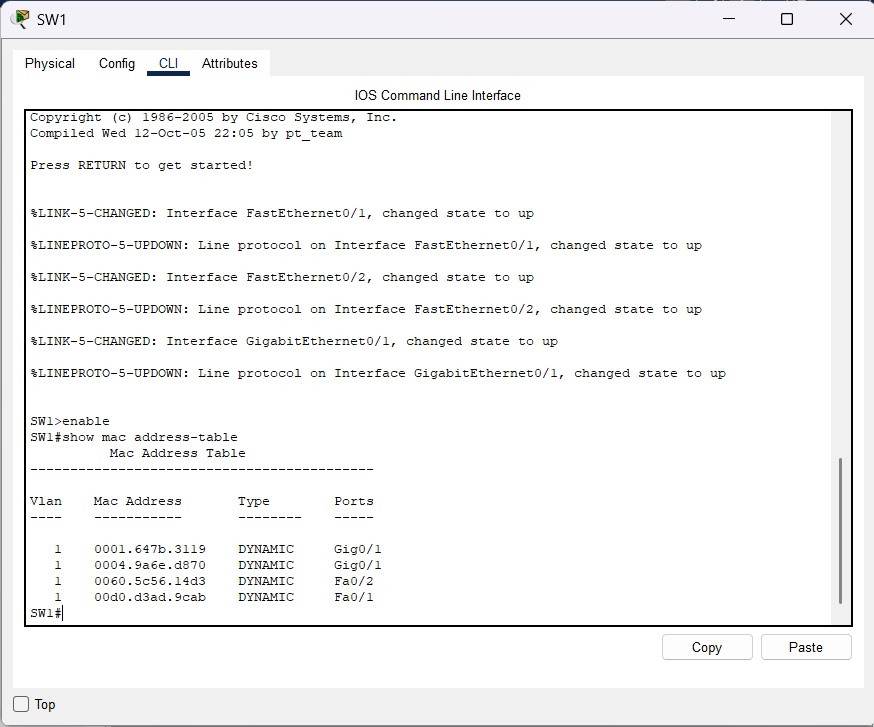 SW1
Physical Config CLI Attributes
IOS Command Line Interface
Copyright (c) 1986-2005 by Cisco Systems, Inc.
Compiled Wed 12-Oct-05 22:05 by pt_team
Press RETURN to get started!
%LINK-5-CHANGED: Interface FastEthernet0/1, changed state to up
%LINEPROTO-5-UPDOWN: Line protocol on Interface FastEthernet0/1, changed state to up
%LINK-5-CHANGED: Interface FastEthernet0/2, changed state to up
%LINEPROTO-5-UPDOWN: Line protocol on Interface FastEthernet0/2, changed state to up
%LINK-5-CHANGED: Interface GigabitEthernet0/1, changed state to up
%LINEPROTO-5-UPDOWN: Line protocol on Interface GigabitEthernet0/1, changed state to up
SW1>enable
SW1#show mac address-table
Mac Address Table
-------------------------------------------
Vlan    Mac Address       Type        Ports
----    -----------       --------    -----
1    0001.647b.3119    DYNAMIC     Gig0/1
1    0004.9a6e.d870    DYNAMIC     Gig0/1
1    0060.5c56.14d3    DYNAMIC     Fa0/2
1    00d0.d3ad.9cab    DYNAMIC     Fa0/1
SW1#
Copy Paste
Top